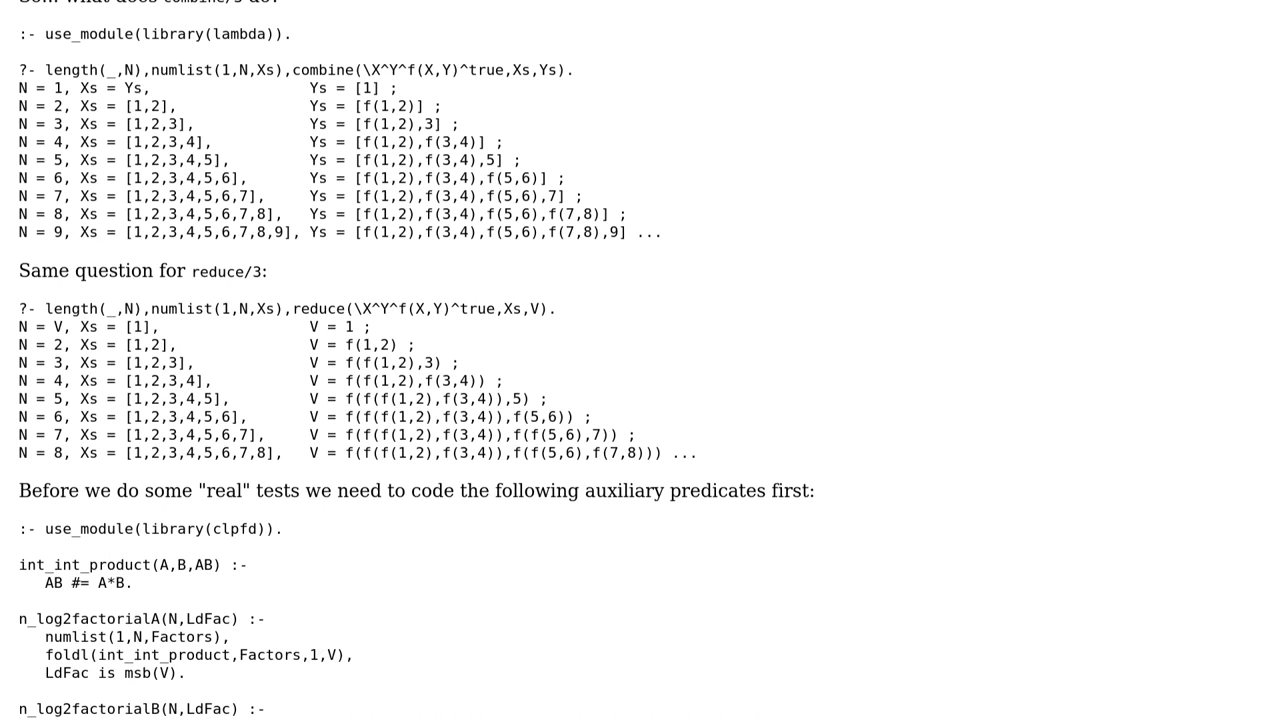 So... what does combine/3 do?
:- use_module(library(lambda)).
?- length(_,N),numlist(1,N,Xs),combine(\X^Y^f(X,Y)^true,Xs,Ys).
N = 1, Xs = Ys,                  Ys = [1] ;
N = 2, Xs = [1,2],               Ys = [f(1,2)] ;
N = 3, Xs = [1,2,3],             Ys = [f(1,2),3] ;
N = 4, Xs = [1,2,3,4],           Ys = [f(1,2),f(3,4)] ;
N = 5, Xs = [1,2,3,4,5],         Ys = [f(1,2),f(3,4),5] ;
N = 6, Xs = [1,2,3,4,5,6],       Ys = [f(1,2),f(3,4),f(5,6)] ;
N = 7, Xs = [1,2,3,4,5,6,7],     Ys = [f(1,2),f(3,4),f(5,6),7] ;
N = 8, Xs = [1,2,3,4,5,6,7,8],   Ys = [f(1,2),f(3,4),f(5,6),f(7,8)] ;
N = 9, Xs = [1,2,3,4,5,6,7,8,9], Ys = [f(1,2),f(3,4),f(5,6),f(7,8),9] ...
Same question for reduce/3:
?- length(_,N),numlist(1,N,Xs),reduce(\X^Y^f(X,Y)^true,Xs,V).
N = V, Xs = [1],                 V = 1 ;
N = 2, Xs = [1,2],               V = f(1,2) ;
N = 3, Xs = [1,2,3],             V = f(f(1,2),3) ;
N = 4, Xs = [1,2,3,4],           V = f(f(1,2),f(3,4)) ;
N = 5, Xs = [1,2,3,4,5],         V = f(f(f(1,2),f(3,4)),5) ;
N = 6, Xs = [1,2,3,4,5,6],       V = f(f(f(1,2),f(3,4)),f(5,6)) ;
N = 7, Xs = [1,2,3,4,5,6,7],     V = f(f(f(1,2),f(3,4)),f(f(5,6),7)) ;
N = 8, Xs = [1,2,3,4,5,6,7,8],   V = f(f(f(1,2),f(3,4)),f(f(5,6),f(7,8))) ...
Before we do some "real" tests we need to code the following auxiliary predicates first:
:- use_module(library(clpfd)).
int_int_product(A,B,AB) :-
   AB #= A*B.
n_log2factorialA(N,LdFac) :-
   numlist(1,N,Factors),
   foldl(int_int_product,Factors,1,V),
   LdFac is msb(V).
n_log2factorialB(N,LdFac) :-